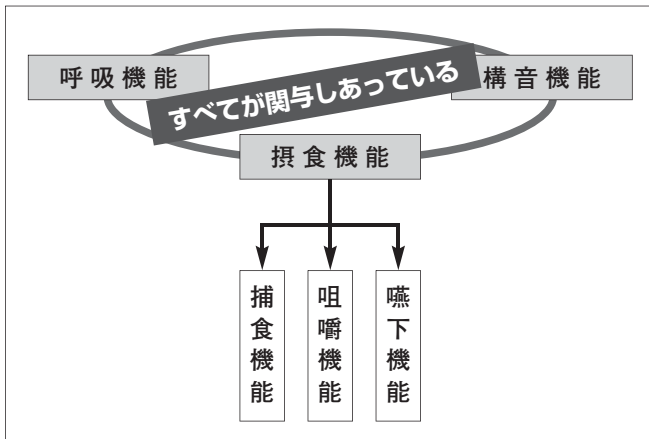 呼吸機能
すべてが関与しあっている
構音機能
摂食機能
捕食機能
咀嚼機能
嚥下機能